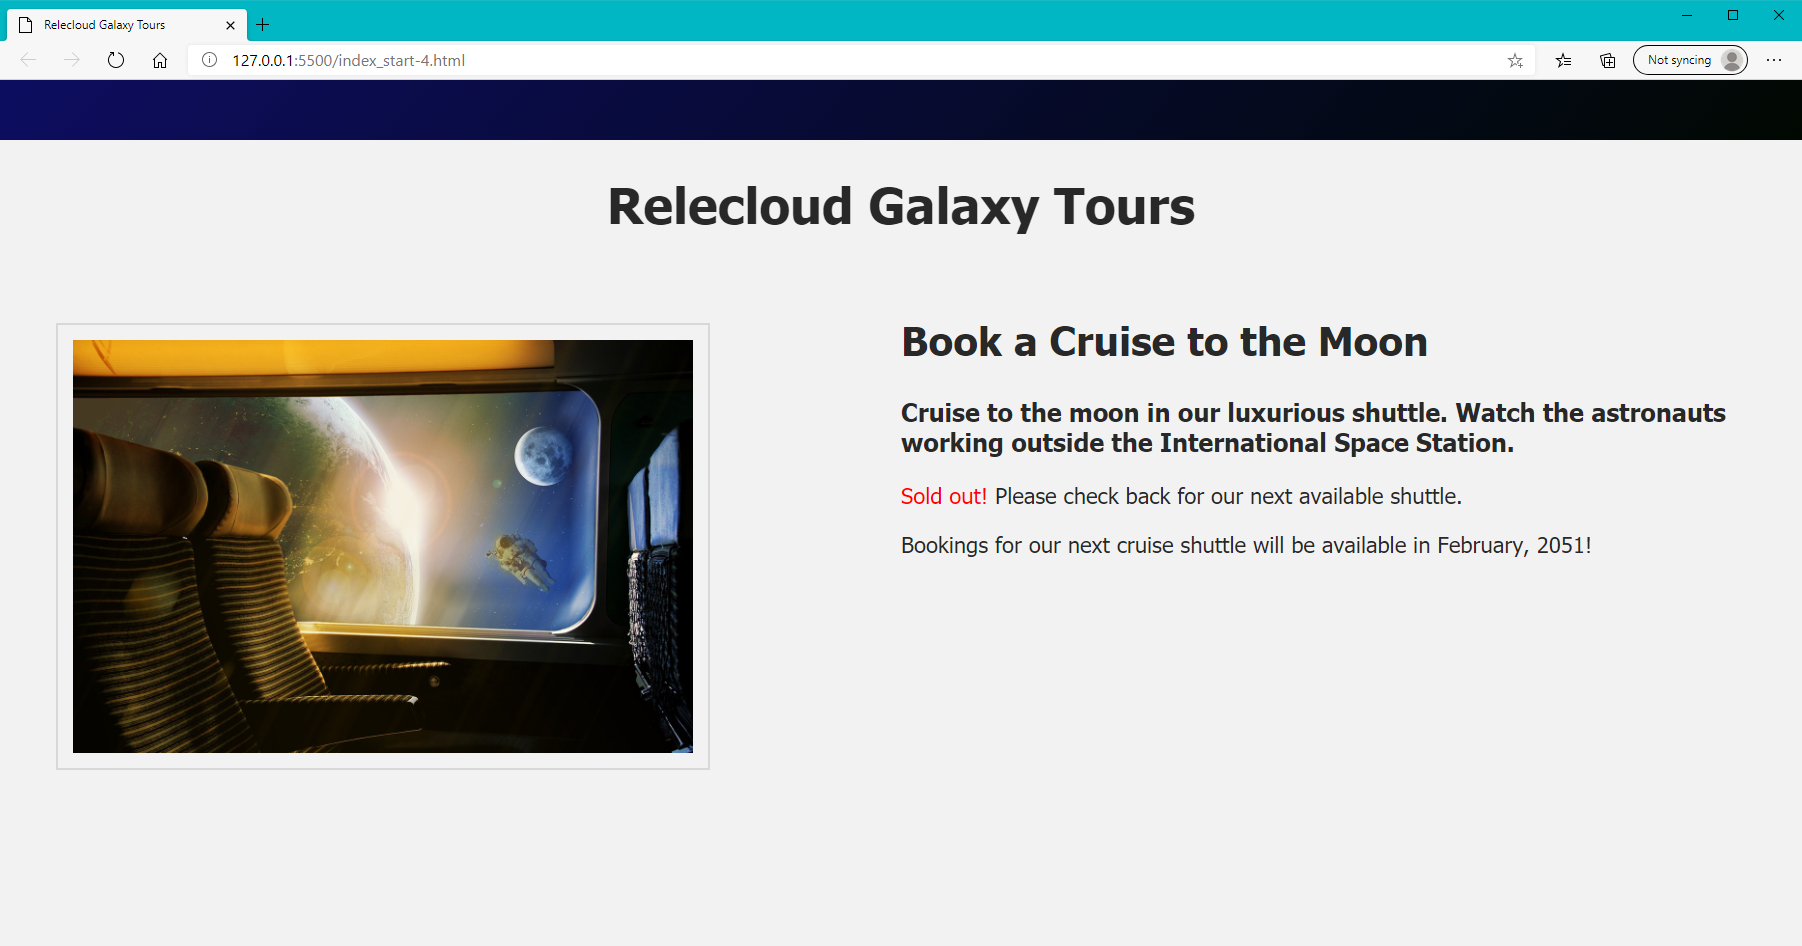 Relecloud Galaxy Tours
127.0.0.1:5500/index_start-4.html
Not syncing
Relecloud Galaxy Tours
Book a Cruise to the Moon
Cruise to the moon in our luxurious shuttle. Watch the astronauts
working outside the International Space Station.
Sold out! Please check back for our next available shuttle.
Bookings for our next cruise shuttle will be available in February, 2051!